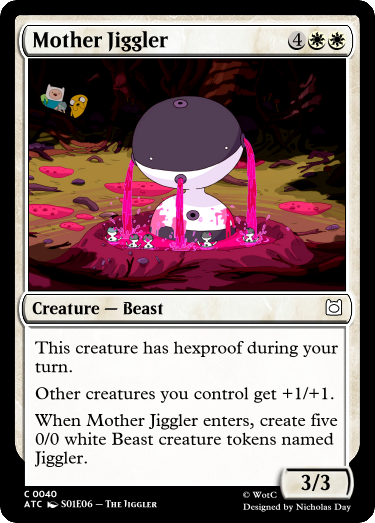 Mother Jiggler 4
Creature — Beast
This creature has hexproof during your
turn.
Other creatures you control get +1/+1.
When Mother Jiggler enters, create five
0/0 white Beast creature tokens named
Jiggler.
3/3
C 0040
ATC S01E06 – The Jiggler
© WotC
Designed by Nicholas Day